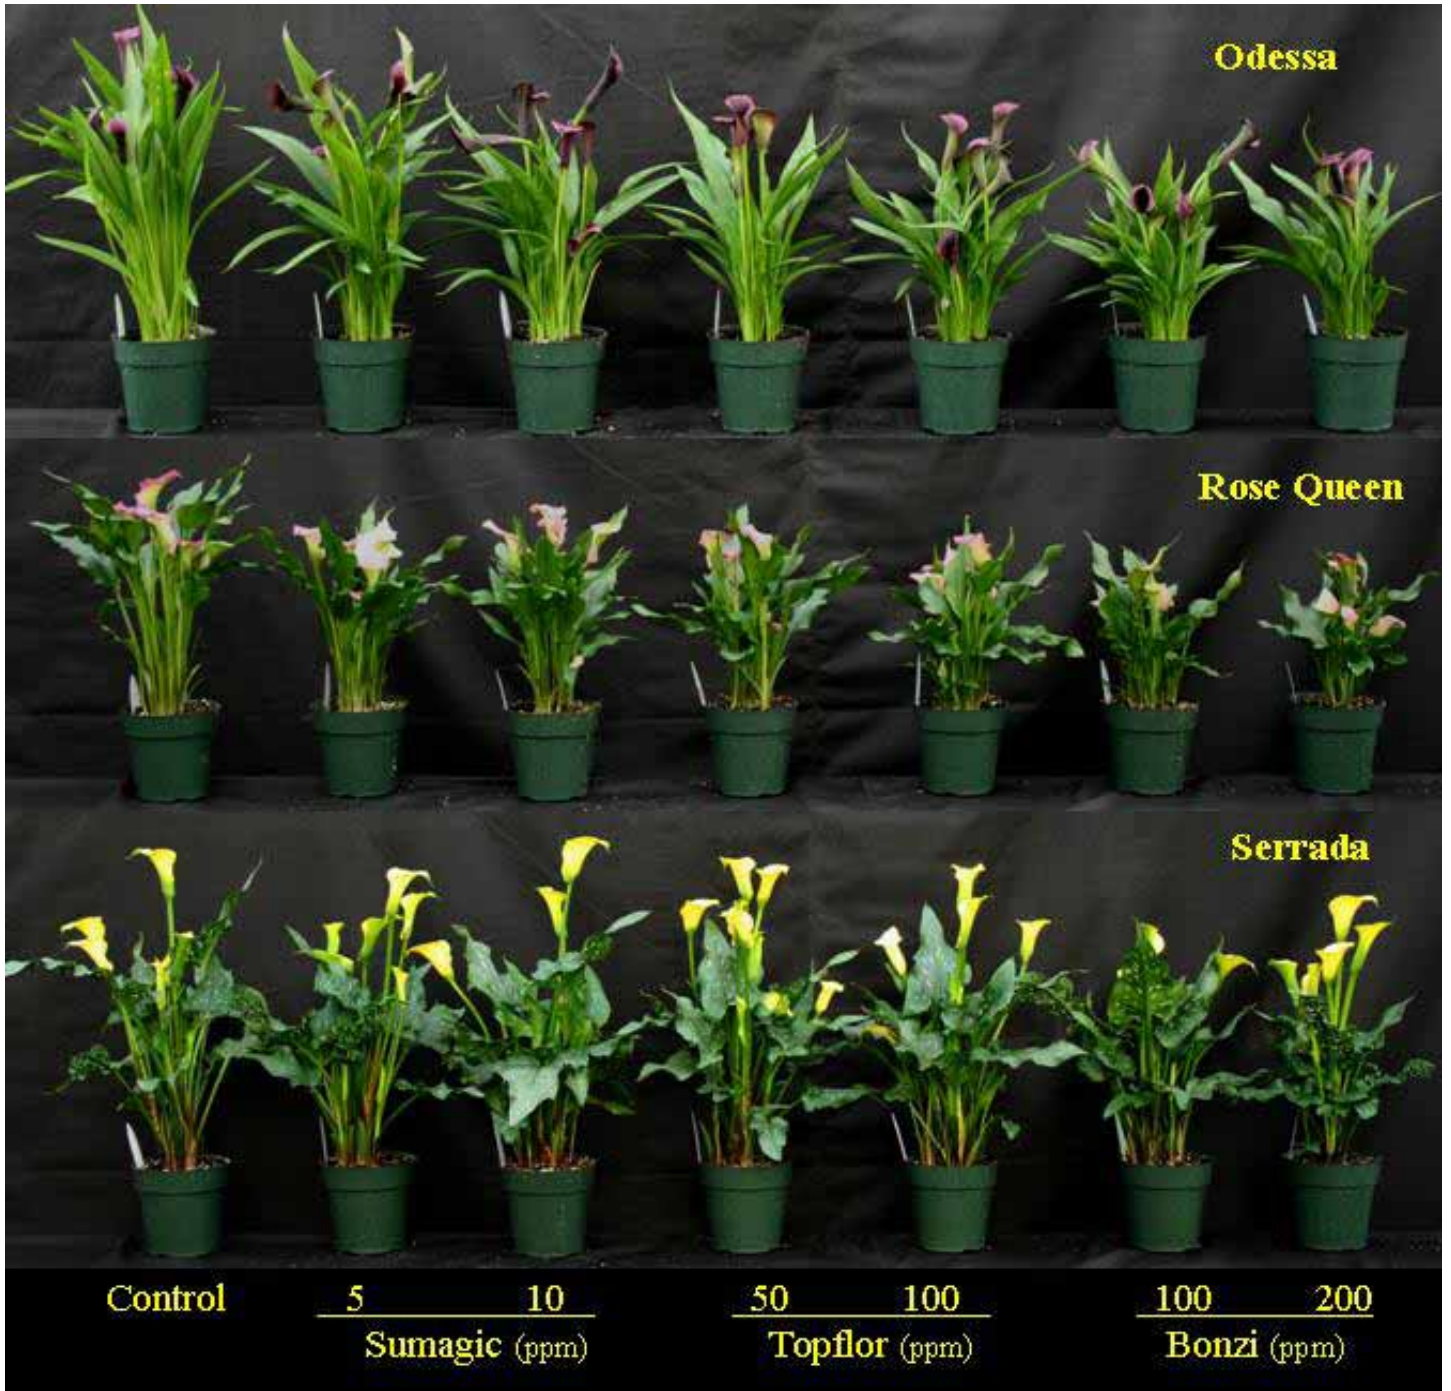 Odessa
Rose Queen
Serrada
Control 5 10 50 100 100 200
Sumagic (ppm) Topflor (ppm) Bonzi (ppm)